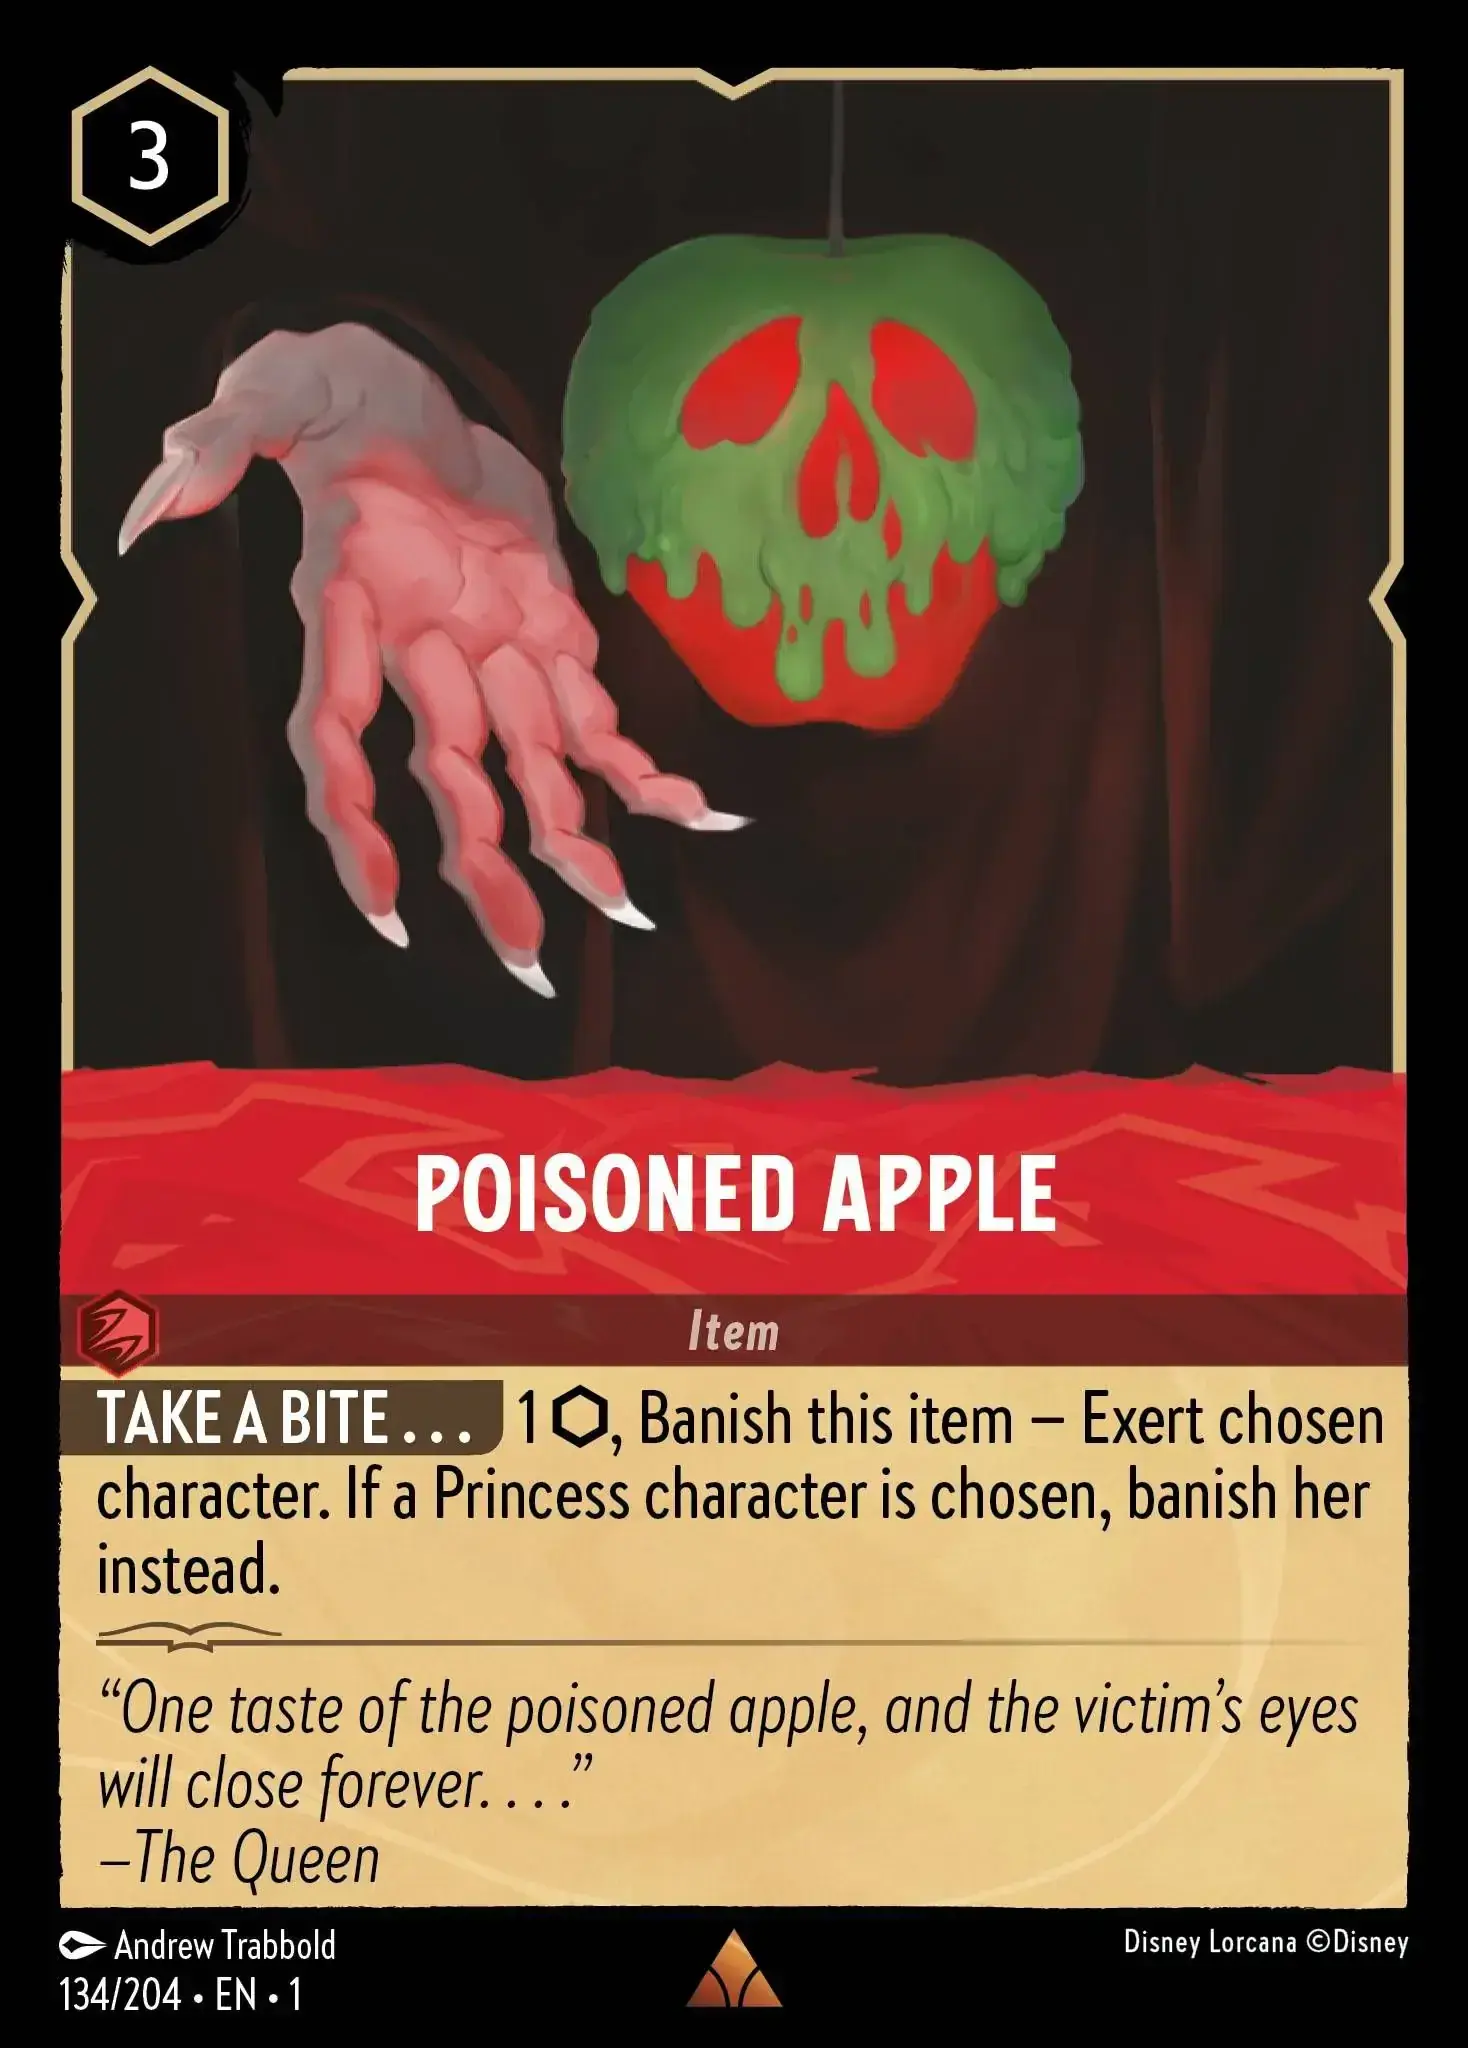 3
POISONED APPLE
Item
TAKE A BITE . . . 1 ⬡, Banish this item – Exert chosen
character. If a Princess character is chosen, banish her
instead.
“One taste of the poisoned apple, and the victim’s eyes
will close forever. . . .”
–The Queen
Andrew Trabbold
Disney Lorcana ©Disney
134/204 • EN • 1